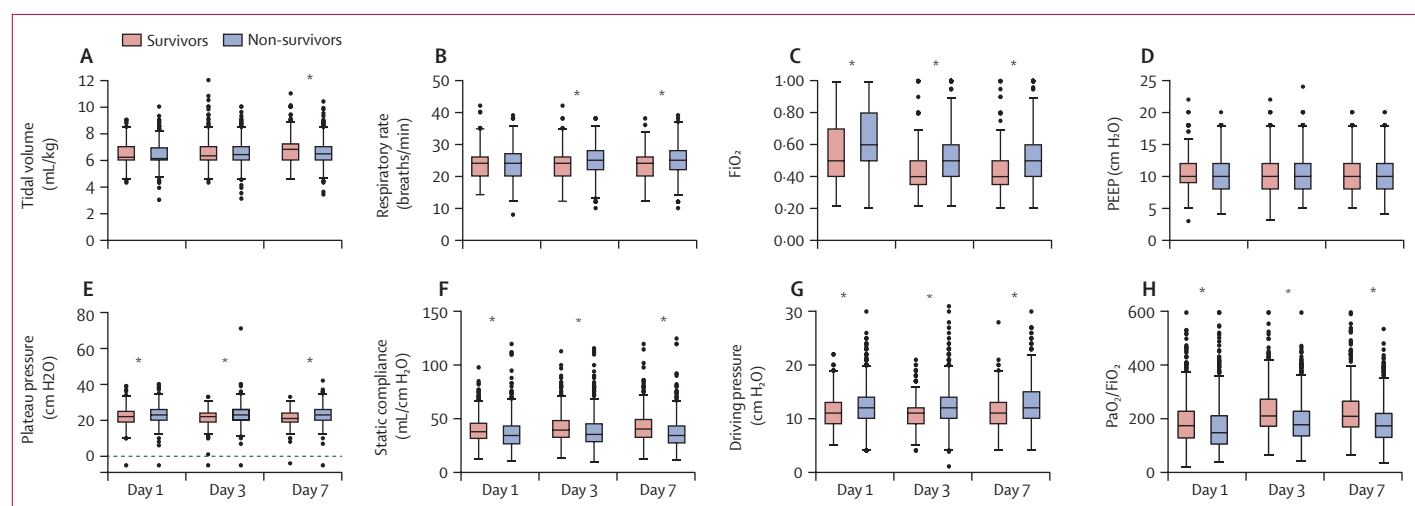 Survivors Non-survivors
A
Tidal volume
(mL/kg)
12
10
8
6
4
2
0
*
B
Respiratory rate
(breaths/min)
50
40
30
20
10
0
* *
C
FiO₂
1·00
0·80
0·60
0·40
0·20
0·00
* * *
D
PEEP (cm H₂O)
25
20
15
10
5
0
E
Plateau pressure
(cm H2O)
80
60
40
20
0
* * *
Day 1 Day 3 Day 7
F
Static compliance
(mL/cm H₂O)
150
100
50
0
* * *
Day 1 Day 3 Day 7
G
Driving pressure
(cm H₂O)
30
20
10
0
* * *
Day 1 Day 3 Day 7
H
PaO₂/FiO₂
600
400
200
0
* * *
Day 1 Day 3 Day 7